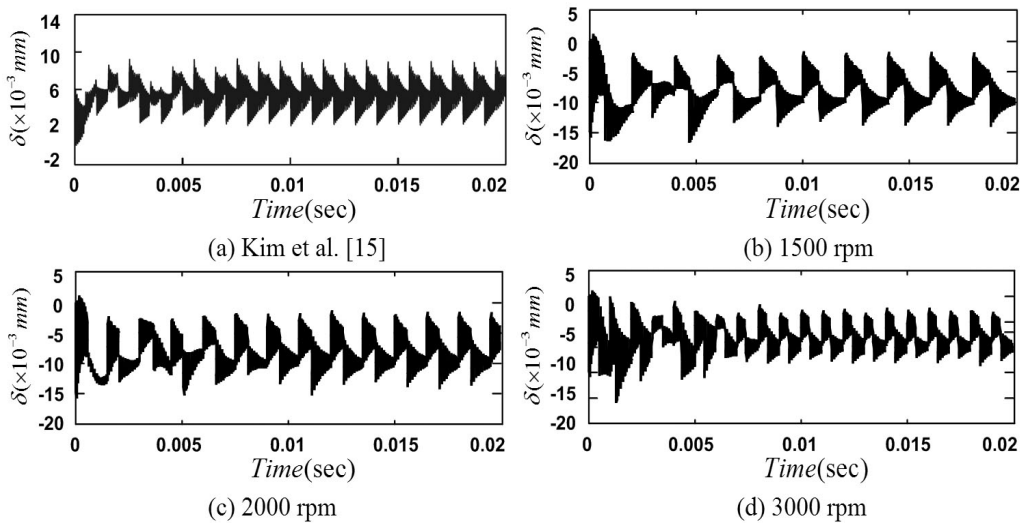 14
10
6
2
-2
δ(×10⁻³ mm)
0 0.005 0.01 0.015 0.02
Time(sec)
(a) Kim et al. [15]
5
0
-5
-10
-15
-20
δ(×10⁻³ mm)
0 0.005 0.01 0.015 0.02
Time(sec)
(b) 1500 rpm
5
0
-5
-10
-15
-20
δ(×10⁻³ mm)
0 0.005 0.01 0.015 0.02
Time(sec)
(c) 2000 rpm
5
0
-5
-10
-15
-20
δ(×10⁻³ mm)
0 0.005 0.01 0.015 0.02
Time(sec)
(d) 3000 rpm